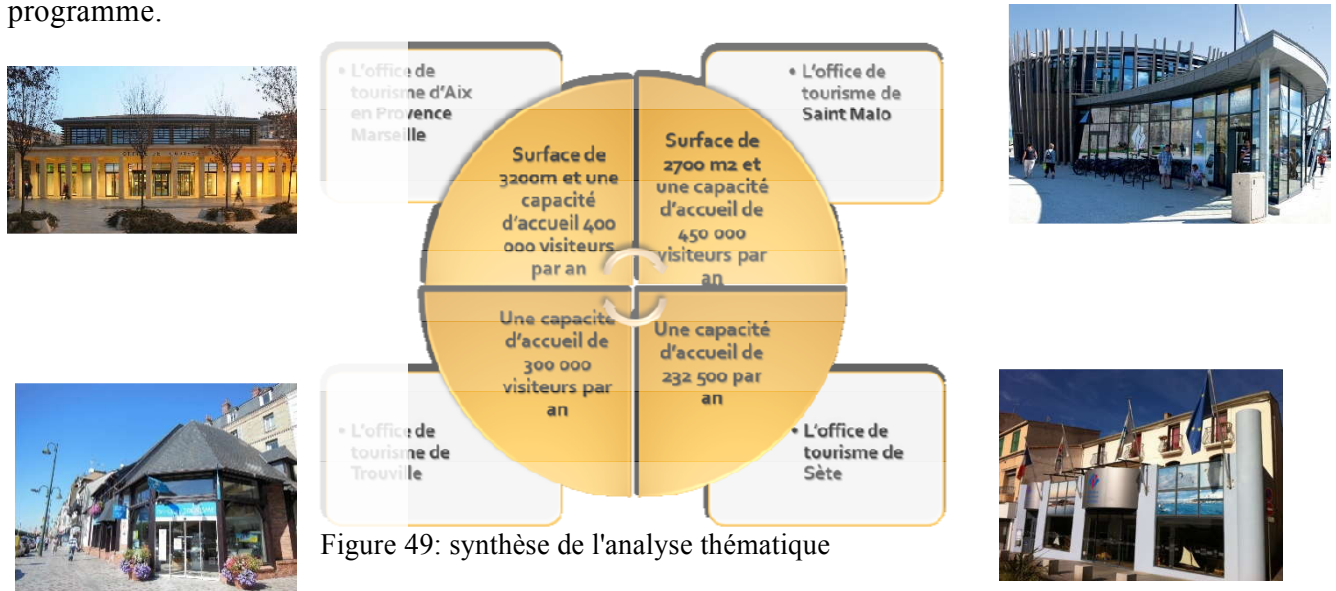 programme.
• L'office de
tourisme d'Aix
en Provence
Marseille
Surface de
3200m et une
capacité
d'accueil 400
000 visiteurs
par an
• L'office de
tourisme de
Saint Malo
Surface de
2700 m2 et
une capacité
d'accueil de
450 000
visiteurs par
an
Une capacité
d'accueil de
300 000
visiteurs par
an
• L'office de
tourisme de
Trouville
Une capacité
d'accueil de
232 500 par
an
• L'office de
tourisme de
Sète
Figure 49: synthèse de l'analyse thématique